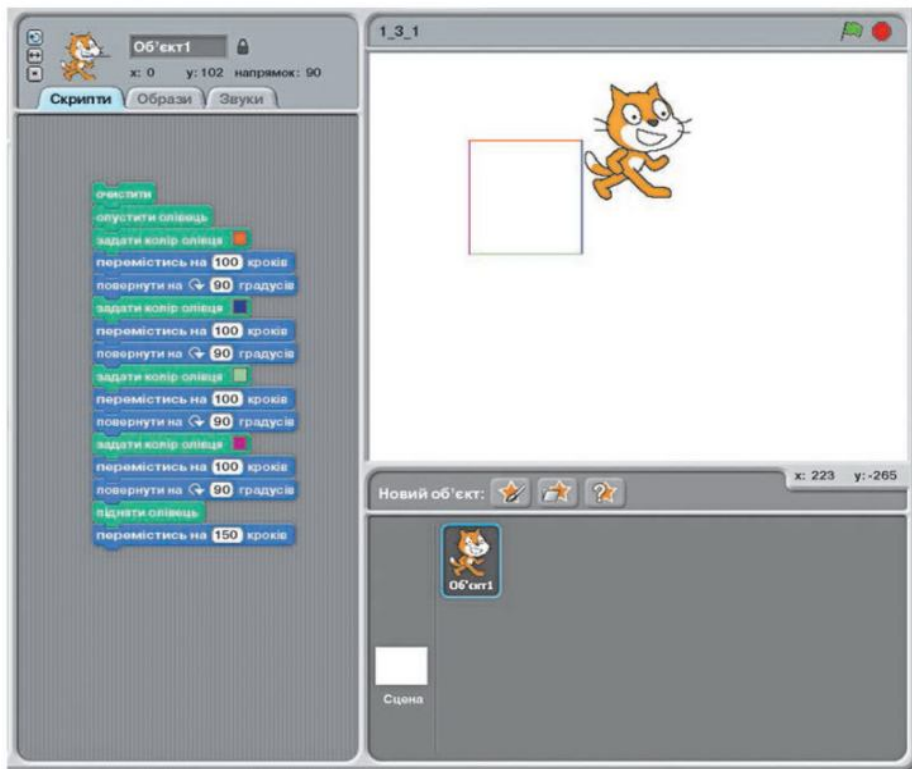 Об'єкт1
x: 0 y: 102 напрямок: 90
Скрипти Образи Звуки
очистити
опустити олівець
задати колір олівця
перемістись на 100 кроків
повернути на 90 градусів
задати колір олівця
перемістись на 100 кроків
повернути на 90 градусів
задати колір олівця
перемістись на 100 кроків
повернути на 90 градусів
задати колір олівця
перемістись на 100 кроків
повернути на 90 градусів
підняти олівець
перемістись на 150 кроків
1_3_1
x: 223 y: -265
Новий об'єкт:
Об'єкт1
Сцена